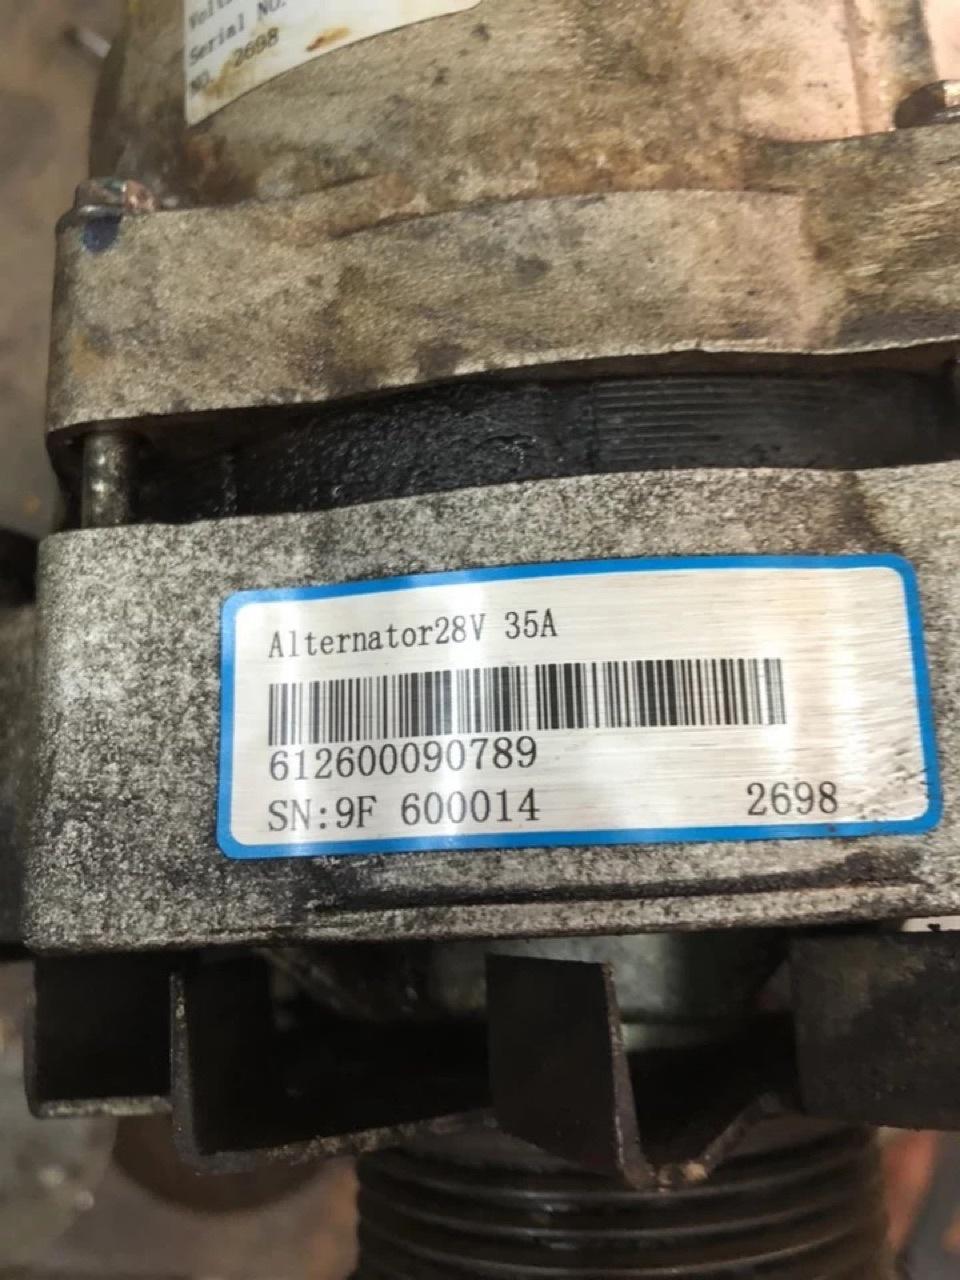 Serial NO.
NO. 2698
Alternator28V 35A
612600090789
SN:9F 600014 2698